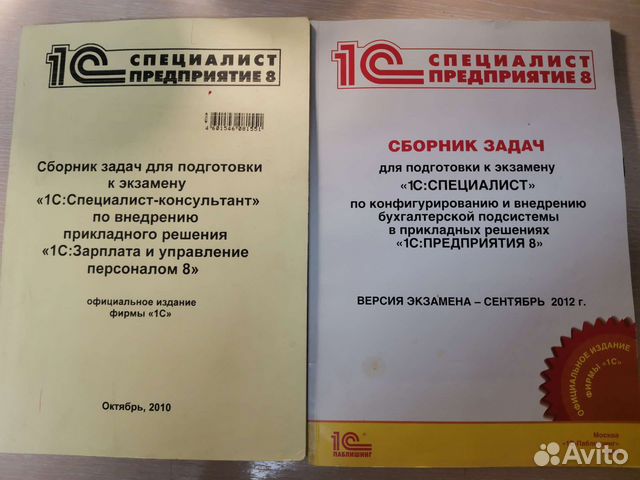 1С СПЕЦИАЛИСТ
ПРЕДПРИЯТИЕ 8
4601546081551
Сборник задач для подготовки
к экзамену
«1С:Специалист-консультант»
по внедрению
прикладного решения
«1С:Зарплата и управление
персоналом 8»
официальное издание
фирмы «1С»
Октябрь, 2010
1С СПЕЦИАЛИСТ
ПРЕДПРИЯТИЕ 8
СБОРНИК ЗАДАЧ
для подготовки к экзамену
«1С:СПЕЦИАЛИСТ»
по конфигурированию и внедрению
бухгалтерской подсистемы
в прикладных решениях
«1С:ПРЕДПРИЯТИЯ 8»
ВЕРСИЯ ЭКЗАМЕНА – СЕНТЯБРЬ 2012 г.
ОФИЦИАЛЬНОЕ ИЗДАНИЕ
ФИРМЫ «1С»
1С
ПАБЛИШИНГ
Москва
Avito